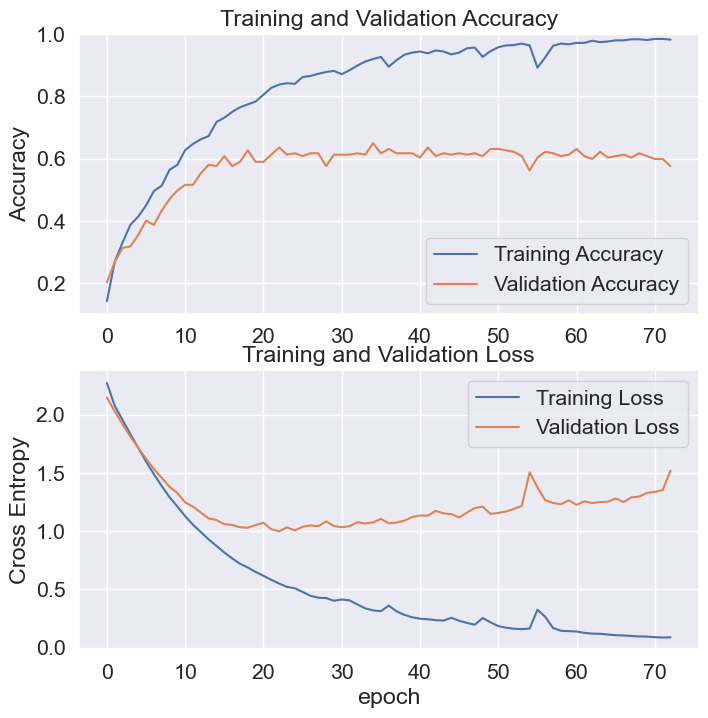 Training and Validation Accuracy
Accuracy
1.0
0.8
0.6
0.4
0.2
Training Accuracy
Validation Accuracy
0 10 20 30 40 50 60 70
Training and Validation Loss
Cross Entropy
2.0
1.5
1.0
0.5
0.0
Training Loss
Validation Loss
0 10 20 30 40 50 60 70
epoch